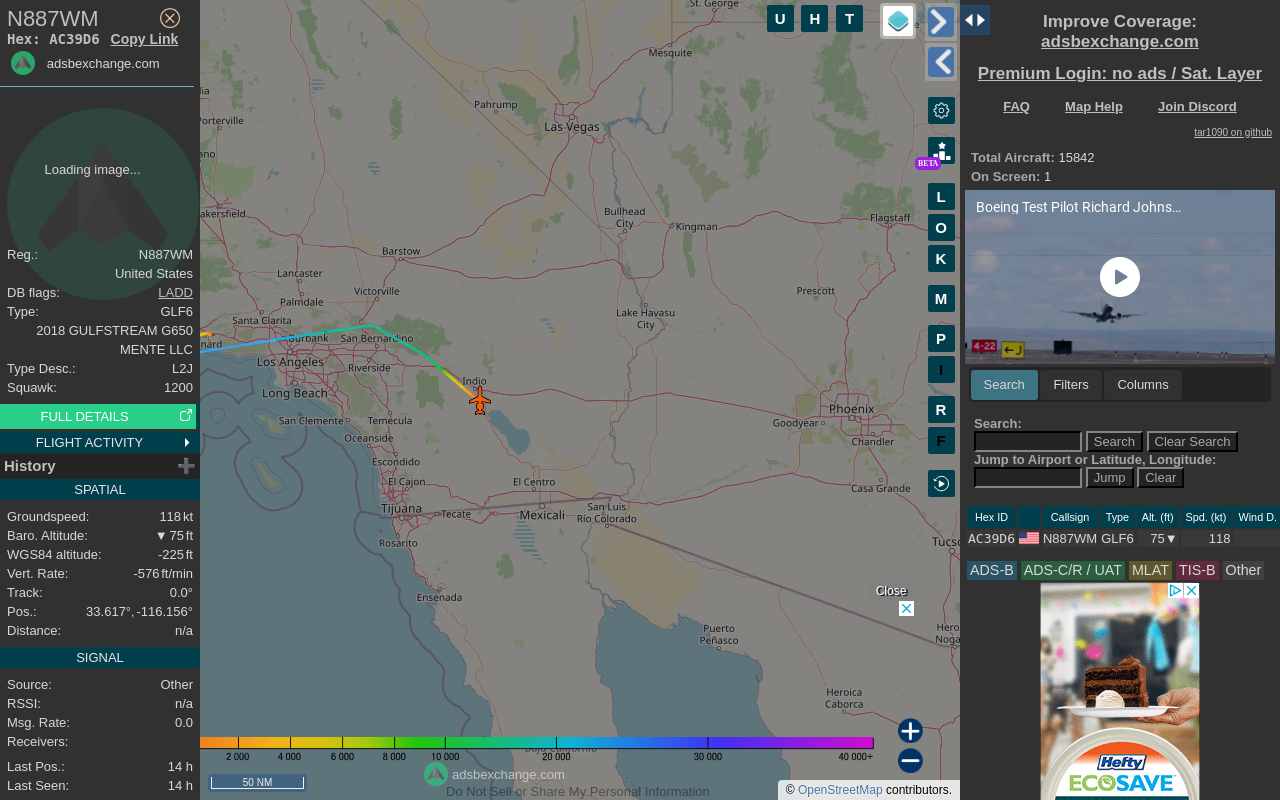 N887WM
Hex: AC39D6 Copy Link
adsbexchange.com
Loading image...
Reg.: N887WM
United States
DB flags: LADD
Type: GLF6
2018 GULFSTREAM G650
MENTE LLC
Type Desc.: L2J
Squawk: 1200
FULL DETAILS
FLIGHT ACTIVITY
History
SPATIAL
Groundspeed: 118 kt
Baro. Altitude: ▼ 75 ft
WGS84 altitude: -225 ft
Vert. Rate: -576 ft/min
Track: 0.0°
Pos.: 33.617°, -116.156°
Distance: n/a
SIGNAL
Source: Other
RSSI: n/a
Msg. Rate: 0.0
Receivers:
Last Pos.: 14 h
Last Seen: 14 h
St. George
Mesquite
Pahrump
Las Vegas
lia
Porterville
ano
akersfield
Bullhead
City
Kingman
Flagstaff
Barstow
Lancaster
Victorville
Palmdale
Prescott
Lake Havasu
City
Santa Clarita
nard
Burbank
San Bernardino
Los Angeles
Riverside
Indio
Long Beach
Phoenix
San Clemente
Temecula
Goodyear
Oceanside
Chandler
Escondido
El Cajon
El Centro
Casa Grande
Tijuana
Tecate
Mexicali
San Luis
Río Colorado
Rosarito
Tucso
Ensenada
Puerto
Peñasco
Hero
Noga
Heroica
Caborca
Baja California
U H T
BETA
L
O
K
M
P
I
R
F
Close
2 000 4 000 6 000 8 000 10 000 20 000 30 000 40 000+
50 NM
adsbexchange.com
Do Not Sell or Share My Personal Information
© OpenStreetMap contributors.
Improve Coverage:
adsbexchange.com
Premium Login: no ads / Sat. Layer
FAQ Map Help Join Discord
tar1090 on github
Total Aircraft: 15842
On Screen: 1
Boeing Test Pilot Richard Johns…
4-22
Search Filters Columns
Search:
Search Clear Search
Jump to Airport or Latitude, Longitude:
Jump Clear
Hex ID Callsign Type Alt. (ft) Spd. (kt) Wind D.
AC39D6 N887WM GLF6 75▼ 118
ADS-B ADS-C/R / UAT MLAT TIS-B Other
Hefty
ECOSAVE